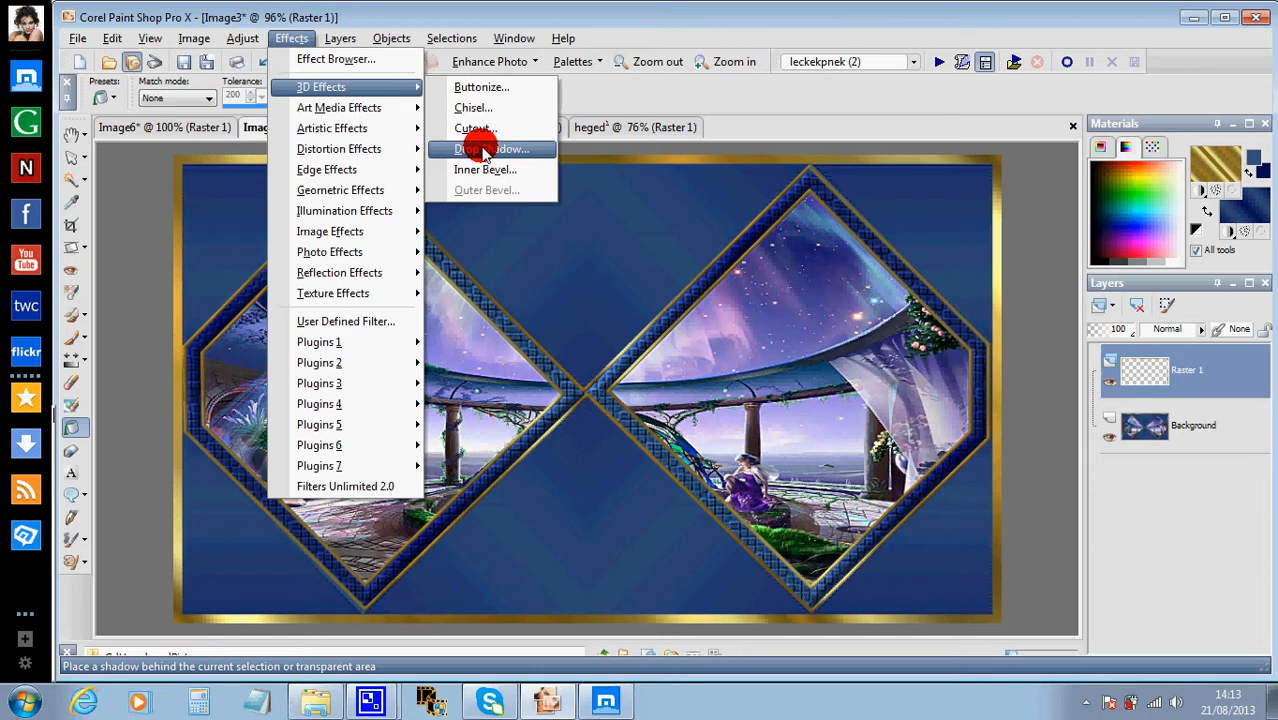 Corel Paint Shop Pro X - [Image3* @ 96% (Raster 1)]
File Edit View Image Adjust Effects Layers Objects Selections Window Help
Enhance Photo Palettes Zoom out Zoom in leckepknek (2)
Presets: Match mode: Tolerance:
None 200
Image6* @ 100% (Raster 1) heged¹ @ 76% (Raster 1)
Effect Browser...
3D Effects
Art Media Effects
Artistic Effects
Distortion Effects
Edge Effects
Geometric Effects
Illumination Effects
Image Effects
Photo Effects
Reflection Effects
Texture Effects
User Defined Filter...
Plugins 1
Plugins 2
Plugins 3
Plugins 4
Plugins 5
Plugins 6
Plugins 7
Filters Unlimited 2.0
Buttonize...
Chisel...
Cutout...
Drop Shadow...
Inner Bevel...
Outer Bevel...
Materials
All tools
Layers
100 Normal None
Raster 1
Background
G
N
f
You
Tube
twc
flickr
Place a shadow behind the current selection or transparent area
14:13
21/08/2013